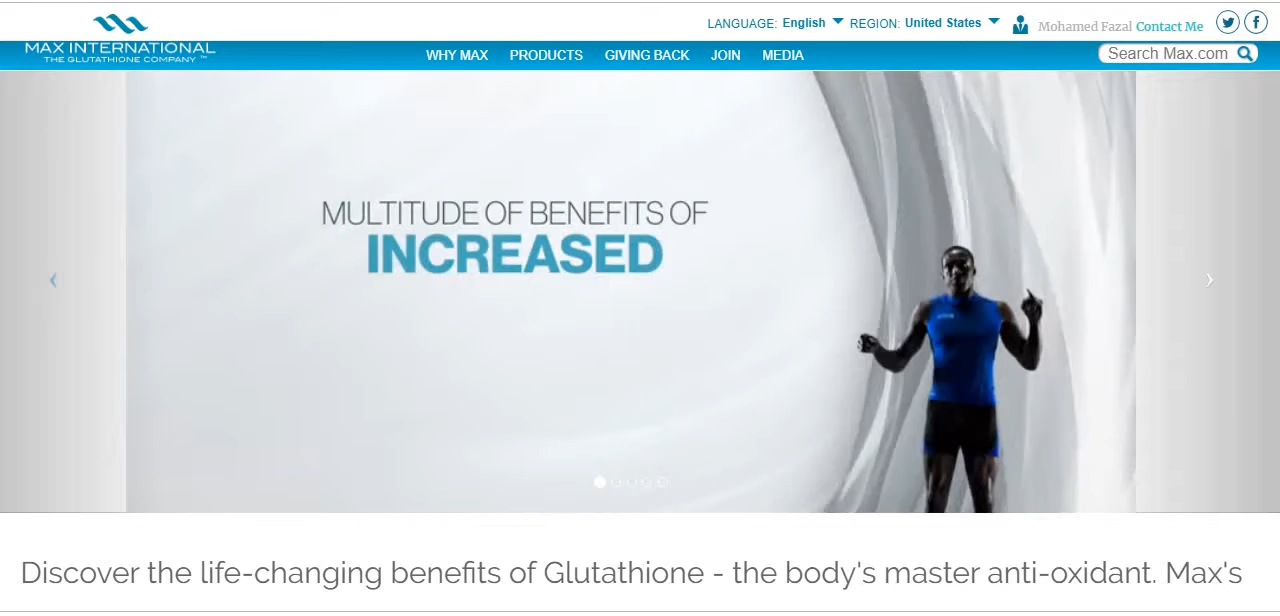 LANGUAGE: English REGION: United States Mohamed Fazal Contact Me
MAX INTERNATIONAL
THE GLUTATHIONE COMPANY ™
WHY MAX PRODUCTS GIVING BACK JOIN MEDIA Search Max.com
MULTITUDE OF BENEFITS OF
INCREASED
Discover the life-changing benefits of Glutathione - the body's master anti-oxidant. Max's